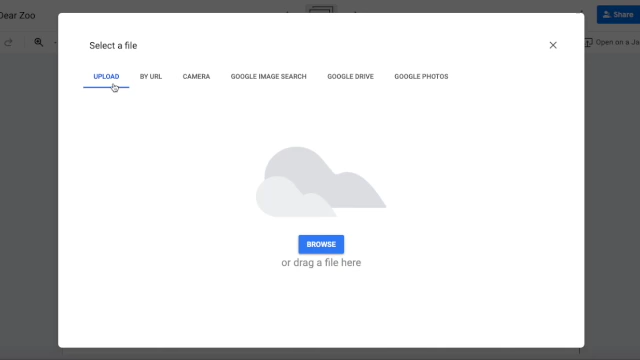 Dear Zoo
Share
Select a file
Open on a Ja
UPLOAD
BY URL
CAMERA
GOOGLE IMAGE SEARCH
GOOGLE DRIVE
GOOGLE PHOTOS
BROWSE
or drag a file here